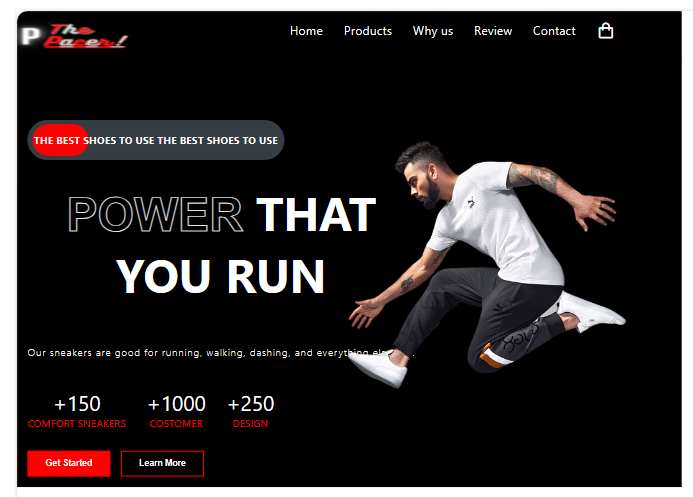 P The Pacer!
Home Products Why us Review Contact
THE BEST SHOES TO USE THE BEST SHOES TO USE
POWER THAT
YOU RUN
Our sneakers are good for running, walking, dashing, and everything
+150 +1000 +250
COMFORT SNEAKERS COSTOMER DESIGN
Get Started Learn More